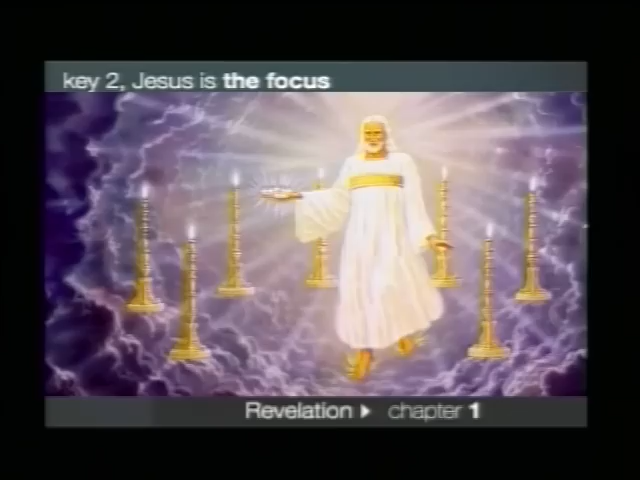 key 2, Jesus is the focus
Revelation ▸ chapter 1